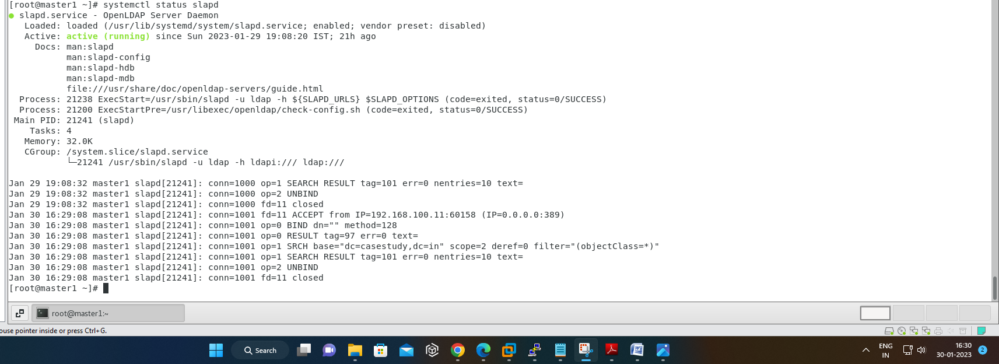 [root@master1 ~]# systemctl status slapd
● slapd.service - OpenLDAP Server Daemon
Loaded: loaded (/usr/lib/systemd/system/slapd.service; enabled; vendor preset: disabled)
Active: active (running) since Sun 2023-01-29 19:08:20 IST; 21h ago
Docs: man:slapd
man:slapd-config
man:slapd-hdb
man:slapd-mdb
file:///usr/share/doc/openldap-servers/guide.html
Process: 21238 ExecStart=/usr/sbin/slapd -u ldap -h ${SLAPD_URLS} $SLAPD_OPTIONS (code=exited, status=0/SUCCESS)
Process: 21200 ExecStartPre=/usr/libexec/openldap/check-config.sh (code=exited, status=0/SUCCESS)
Main PID: 21241 (slapd)
Tasks: 4
Memory: 32.0K
CGroup: /system.slice/slapd.service
└─21241 /usr/sbin/slapd -u ldap -h ldapi:/// ldap:///
Jan 29 19:08:32 master1 slapd[21241]: conn=1000 op=1 SEARCH RESULT tag=101 err=0 nentries=10 text=
Jan 29 19:08:32 master1 slapd[21241]: conn=1000 op=2 UNBIND
Jan 29 19:08:32 master1 slapd[21241]: conn=1000 fd=11 closed
Jan 30 16:29:08 master1 slapd[21241]: conn=1001 fd=11 ACCEPT from IP=192.168.100.11:60158 (IP=0.0.0.0:389)
Jan 30 16:29:08 master1 slapd[21241]: conn=1001 op=0 BIND dn="" method=128
Jan 30 16:29:08 master1 slapd[21241]: conn=1001 op=0 RESULT tag=97 err=0 text=
Jan 30 16:29:08 master1 slapd[21241]: conn=1001 op=1 SRCH base="dc=casestudy,dc=in" scope=2 deref=0 filter="(objectClass=*)"
Jan 30 16:29:08 master1 slapd[21241]: conn=1001 op=1 SEARCH RESULT tag=101 err=0 nentries=10 text=
Jan 30 16:29:08 master1 slapd[21241]: conn=1001 op=2 UNBIND
Jan 30 16:29:08 master1 slapd[21241]: conn=1001 fd=11 closed
[root@master1 ~]#
root@master1:~
ouse pointer inside or press Ctrl+G.
Search
ENG
IN
16:30
30-01-2023
2